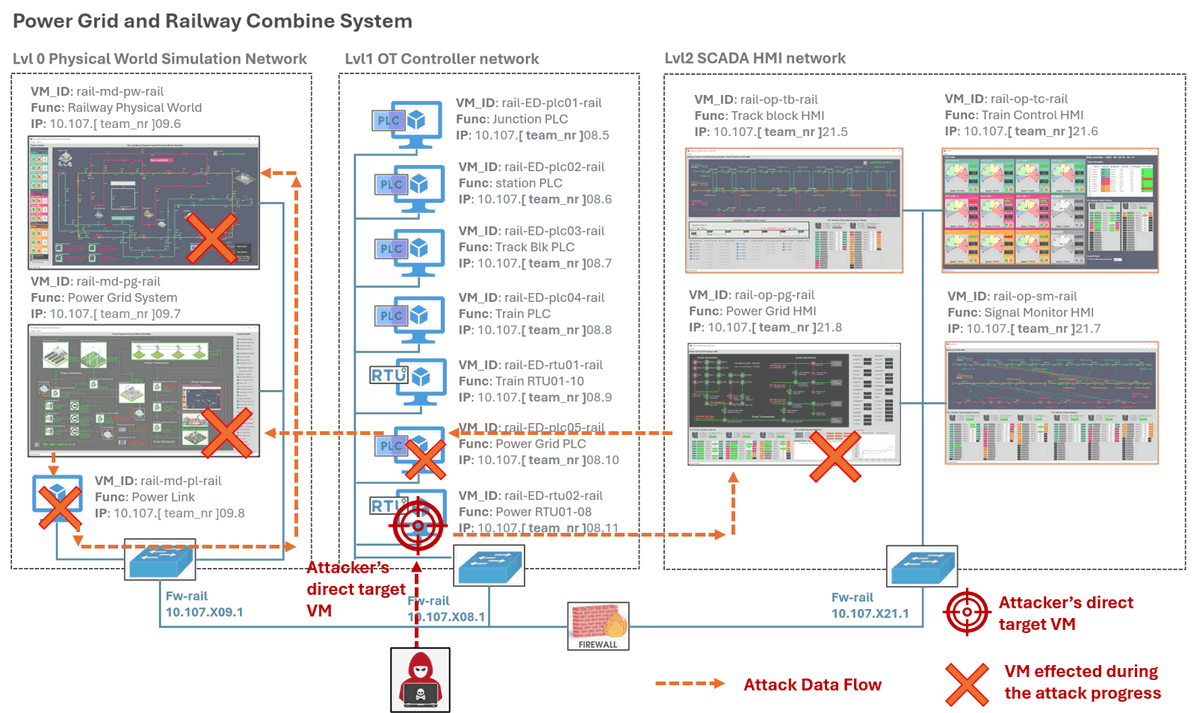 Power Grid and Railway Combine System
Lvl 0 Physical World Simulation Network
VM_ID: rail-md-pw-rail
Func: Railway Physical World
IP: 10.107.[ team_nr ]09.6
VM_ID: rail-md-pg-rail
Func: Power Grid System
IP: 10.107.[ team_nr ]09.7
VM_ID: rail-md-pl-rail
Func: Power Link
IP: 10.107.[ team_nr ]09.8
Fw-rail
10.107.X09.1
Lvl1 OT Controller network
PLC
VM_ID: rail-ED-plc01-rail
Func: Junction PLC
IP: 10.107.[ team_nr ]08.5
PLC
VM_ID: rail-ED-plc02-rail
Func: station PLC
IP: 10.107.[ team_nr ]08.6
PLC
VM_ID: rail-ED-plc03-rail
Func: Track Blk PLC
IP: 10.107.[ team_nr ]08.7
PLC
VM_ID: rail-ED-plc04-rail
Func: Train PLC
IP: 10.107.[ team_nr ]08.8
RTU
VM_ID: rail-ED-rtu01-rail
Func: Train RTU01-10
IP: 10.107.[ team_nr ]08.9
PLC
VM_ID: rail-ED-plc05-rail
Func: Power Grid PLC
IP: 10.107.[ team_nr ]08.10
RTU
VM_ID: rail-ED-rtu02-rail
Func: Power RTU01-08
IP: 10.107.[ team_nr ]08.11
Attacker's
direct target
VM
Fw-rail
10.107.X08.1
FIREWALL
Lvl2 SCADA HMI network
VM_ID: rail-op-tb-rail
Func: Track block HMI
IP: 10.107.[ team_nr ]21.5
VM_ID: rail-op-tc-rail
Func: Train Control HMI
IP: 10.107.[ team_nr ]21.6
VM_ID: rail-op-pg-rail
Func: Power Grid HMI
IP: 10.107.[ team_nr ]21.8
VM_ID: rail-op-sm-rail
Func: Signal Monitor HMI
IP: 10.107.[ team_nr ]21.7
Fw-rail
10.107.X21.1
Attacker's direct
target VM
Attack Data Flow
VM effected during
the attack progress